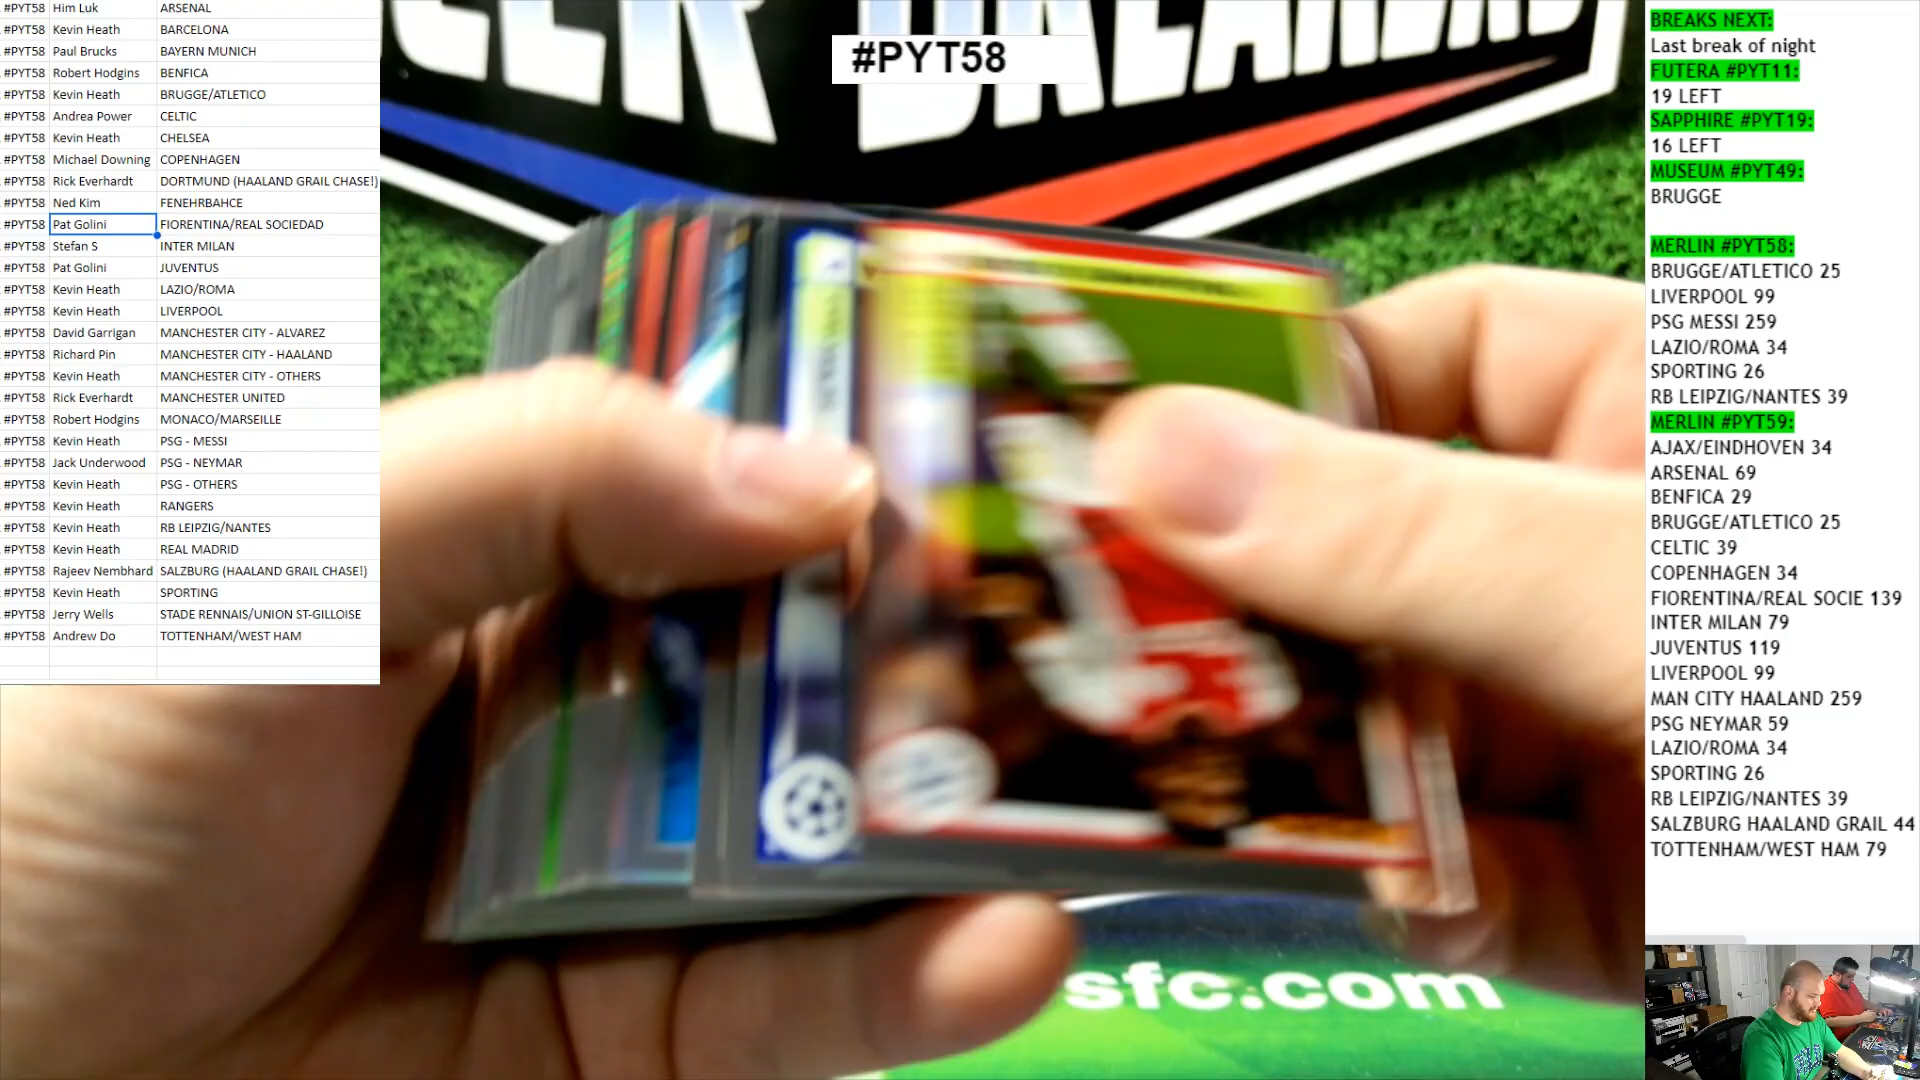 #PYT58 Him Luk ARSENAL
#PYT58 Kevin Heath BARCELONA
#PYT58 Paul Brucks BAYERN MUNICH
#PYT58 Robert Hodgins BENFICA
#PYT58 Kevin Heath BRUGGE/ATLETICO
#PYT58 Andrea Power CELTIC
#PYT58 Kevin Heath CHELSEA
#PYT58 Michael Downing COPENHAGEN
#PYT58 Rick Everhardt DORTMUND (HAALAND GRAIL CHASE!)
#PYT58 Ned Kim FENEHRBAHCE
#PYT58 Pat Golini FIORENTINA/REAL SOCIEDAD
#PYT58 Stefan S INTER MILAN
#PYT58 Pat Golini JUVENTUS
#PYT58 Kevin Heath LAZIO/ROMA
#PYT58 Kevin Heath LIVERPOOL
#PYT58 David Garrigan MANCHESTER CITY - ALVAREZ
#PYT58 Richard Pin MANCHESTER CITY - HAALAND
#PYT58 Kevin Heath MANCHESTER CITY - OTHERS
#PYT58 Rick Everhardt MANCHESTER UNITED
#PYT58 Robert Hodgins MONACO/MARSEILLE
#PYT58 Kevin Heath PSG - MESSI
#PYT58 Jack Underwood PSG - NEYMAR
#PYT58 Kevin Heath PSG - OTHERS
#PYT58 Kevin Heath RANGERS
#PYT58 Kevin Heath RB LEIPZIG/NANTES
#PYT58 Kevin Heath REAL MADRID
#PYT58 Rajeev Nembhard SALZBURG (HAALAND GRAIL CHASE!)
#PYT58 Kevin Heath SPORTING
#PYT58 Jerry Wells STADE RENNAIS/UNION ST-GILLOISE
#PYT58 Andrew Do TOTTENHAM/WEST HAM
#PYT58
sfc.com
BREAKS NEXT:
Last break of night
FUTERA #PYT11:
19 LEFT
SAPPHIRE #PYT19:
16 LEFT
MUSEUM #PYT49:
BRUGGE
MERLIN #PYT58:
BRUGGE/ATLETICO 25
LIVERPOOL 99
PSG MESSI 259
LAZIO/ROMA 34
SPORTING 26
RB LEIPZIG/NANTES 39
MERLIN #PYT59:
AJAX/EINDHOVEN 34
ARSENAL 69
BENFICA 29
BRUGGE/ATLETICO 25
CELTIC 39
COPENHAGEN 34
FIORENTINA/REAL SOCIE 139
INTER MILAN 79
JUVENTUS 119
LIVERPOOL 99
MAN CITY HAALAND 259
PSG NEYMAR 59
LAZIO/ROMA 34
SPORTING 26
RB LEIPZIG/NANTES 39
SALZBURG HAALAND GRAIL 44
TOTTENHAM/WEST HAM 79